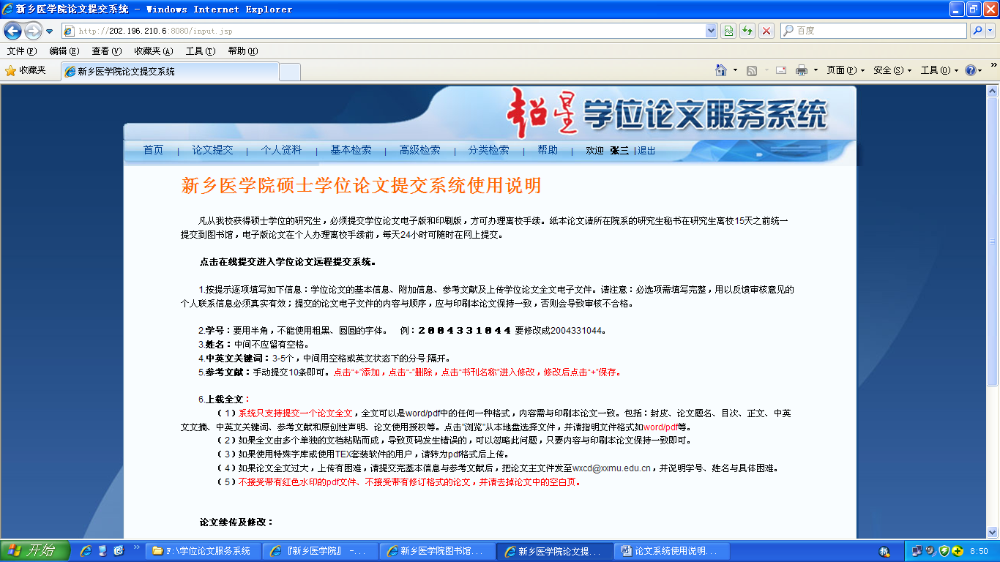 新乡医学院论文提交系统 - Windows Internet Explorer
http://202.196.210.6:8080/input.jsp
百度
文件(F) 编辑(E) 查看(V) 收藏夹(A) 工具(T) 帮助(H)
收藏夹 新乡医学院论文提交系统 页面(P) 安全(S) 工具(O)
超星 学位论文服务系统
首页 | 论文提交 | 个人资料 | 基本检索 | 高级检索 | 分类检索 | 帮助 | 欢迎 张三 |退出
新乡医学院硕士学位论文提交系统使用说明
凡从我校获得硕士学位的研究生，必须提交学位论文电子版和印刷版，方可办理离校手续。纸本论文请所在院系的研究生秘书在研究生离校15天之前统一
提交到图书馆，电子版论文在个人办理离校手续前，每天24小时可随时在网上提交。
点击在线提交进入学位论文远程提交系统。
1.按提示逐项填写如下信息：学位论文的基本信息、附加信息、参考文献及上传学位论文全文电子文件。请注意：必选项需填写完整，用以反馈审核意见的
个人联系信息必须真实有效；提交的论文电子文件的内容与顺序，应与印刷本论文保持一致，否则会导致审核不合格。
2.学号：要用半角，不能使用粗黑、圆圆的字体。 例：２００４３３１０４４ 要修改成2004331044。
3.姓名：中间不应留有空格。
4.中英文关键词：3-5个，中间用空格或英文状态下的分号;隔开。
5.参考文献：手动提交10条即可。点击“+”添加，点击“-”删除，点击“书刊名称”进入修改，修改后点击“+”保存。
6.上载全文：
（1）系统只支持提交一个论文全文，全文可以是word/pdf中的任何一种格式，内容需与印刷本论文一致。包括：封皮、论文题名、目次、正文、中英
文文摘、中英文关键词、参考文献和原创性声明、论文使用授权等。点击"浏览"从本地盘选择文件，并请指明文件格式如word/pdf等。
（2）如果全文由多个单独的文档粘贴而成，导致页码发生错误的，可以忽略此问题，只要内容与印刷本论文保持一致即可。
（3）如果使用特殊字库或使用TEX套装软件的用户，请转为pdf格式后上传。
（4）如果论文全文过大，上传有困难，请提交完基本信息与参考文献后，把论文主文件发至wxcd@xxmu.edu.cn，并说明学号、姓名与具体困难。
（5）不接受带有红色水印的pdf文件、不接受带有修订格式的论文，并请去掉论文中的空白页。
论文续传及修改：
开始 F:\学位论文服务系统 『新乡医学院』 -... 新乡医学院图书馆... 新乡医学院论文提... 论文系统使用说明... 8:50